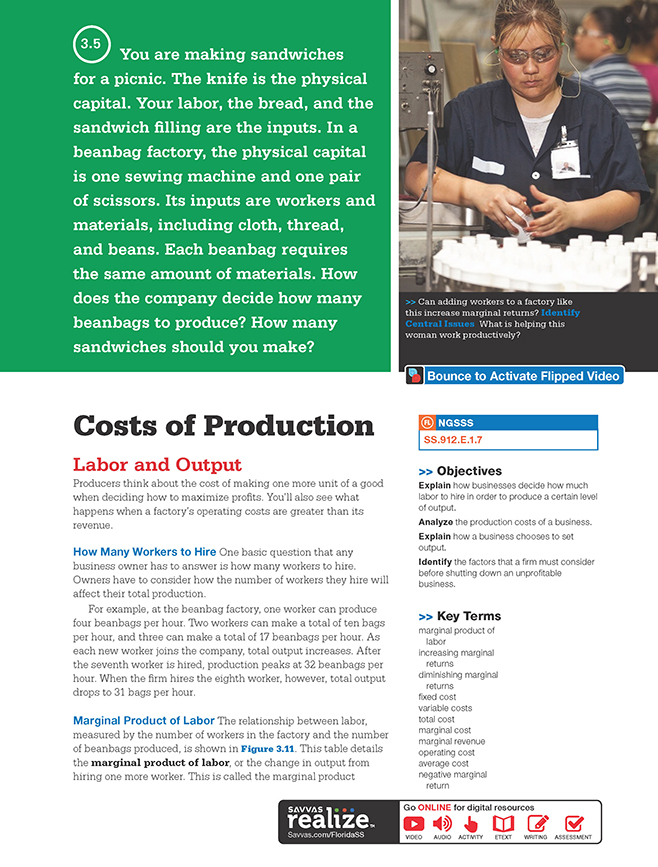 3.5
You are making sandwiches
for a picnic. The knife is the physical
capital. Your labor, the bread, and the
sandwich filling are the inputs. In a
beanbag factory, the physical capital
is one sewing machine and one pair
of scissors. Its inputs are workers and
materials, including cloth, thread,
and beans. Each beanbag requires
the same amount of materials. How
does the company decide how many
beanbags to produce? How many
sandwiches should you make?
>> Can adding workers to a factory like
this increase marginal returns? Identify
Central Issues What is helping this
woman work productively?
Bounce to Activate Flipped Video
Costs of Production
Labor and Output
Producers think about the cost of making one more unit of a good
when deciding how to maximize profits. You'll also see what
happens when a factory's operating costs are greater than its
revenue.
How Many Workers to Hire One basic question that any
business owner has to answer is how many workers to hire.
Owners have to consider how the number of workers they hire will
affect their total production.
For example, at the beanbag factory, one worker can produce
four beanbags per hour. Two workers can make a total of ten bags
per hour, and three can make a total of 17 beanbags per hour. As
each new worker joins the company, total output increases. After
the seventh worker is hired, production peaks at 32 beanbags per
hour. When the firm hires the eighth worker, however, total output
drops to 31 bags per hour.
Marginal Product of Labor The relationship between labor,
measured by the number of workers in the factory and the number
of beanbags produced, is shown in Figure 3.11. This table details
the marginal product of labor, or the change in output from
hiring one more worker. This is called the marginal product
FL NGSSS
SS.912.E.1.7
>> Objectives
Explain how businesses decide how much
labor to hire in order to produce a certain level
of output.
Analyze the production costs of a business.
Explain how a business chooses to set
output.
Identify the factors that a firm must consider
before shutting down an unprofitable
business.
>> Key Terms
marginal product of
labor
increasing marginal
returns
diminishing marginal
returns
fixed cost
variable costs
total cost
marginal cost
marginal revenue
operating cost
average cost
negative marginal
return
SAVVAS
realize™
Savvas.com/FloridaSS
Go ONLINE for digital resources
VIDEO AUDIO ACTIVITY ETEXT WRITING ASSESSMENT